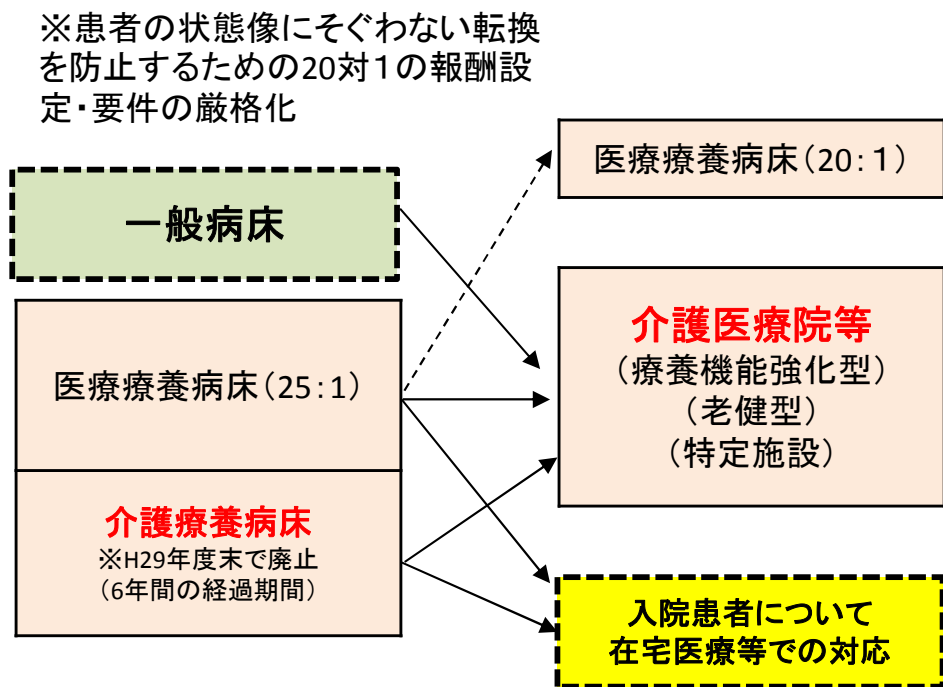 ※患者の状態像にそぐわない転換
を防止するための20対1の報酬設
定・要件の厳格化
医療療養病床（20：１）
一般病床
介護医療院等
（療養機能強化型）
（老健型）
（特定施設）
医療療養病床（25：1）
介護療養病床
※H29年度末で廃止
（6年間の経過期間）
入院患者について
在宅医療等での対応